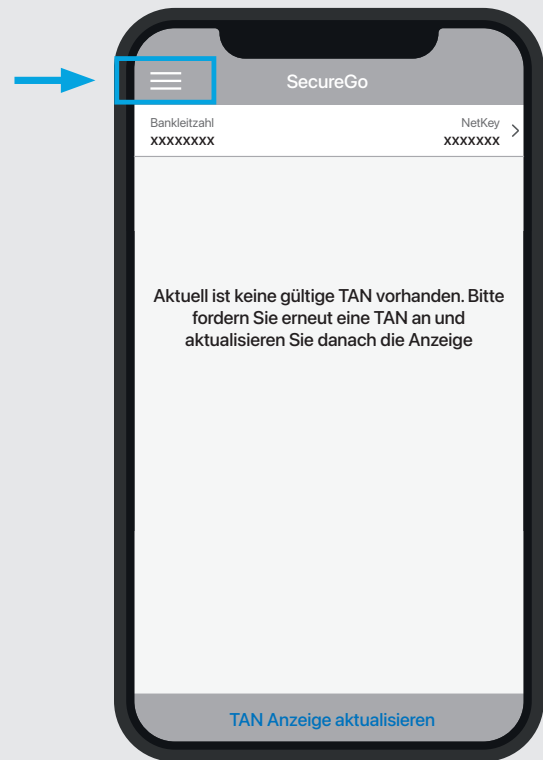 SecureGo
Bankleitzahl NetKey
xxxxxxxx xxxxxxx
Aktuell ist keine gültige TAN vorhanden. Bitte
fordern Sie erneut eine TAN an und
aktualisieren Sie danach die Anzeige
TAN Anzeige aktualisieren